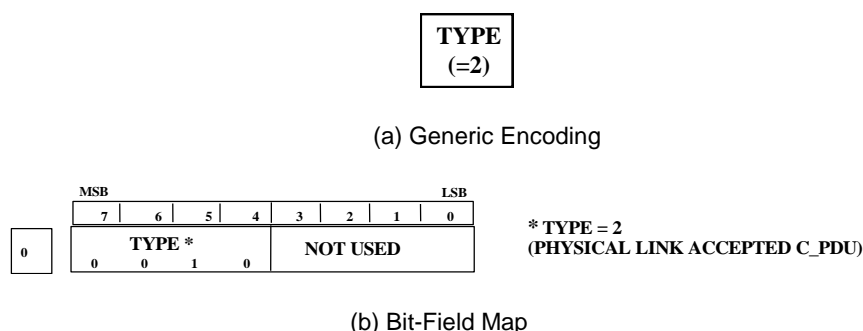 TYPE
(=2)
(a) Generic Encoding
MSB LSB
7 6 5 4 3 2 1 0
0 TYPE * NOT USED
0 0 1 0
* TYPE = 2
(PHYSICAL LINK ACCEPTED C_PDU)
(b) Bit-Field Map